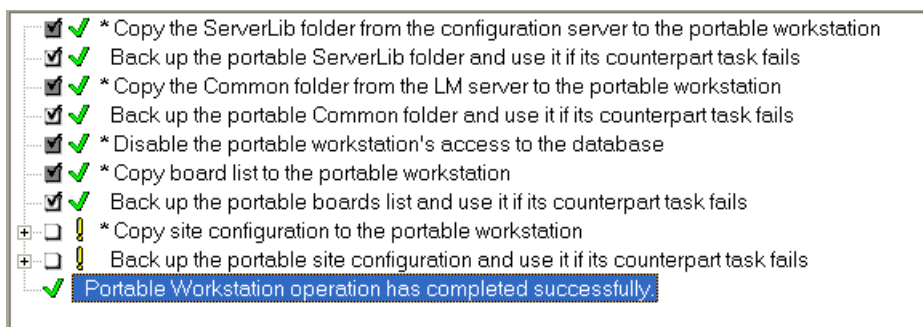 * Copy the ServerLib folder from the configuration server to the portable workstation
Back up the portable ServerLib folder and use it if its counterpart task fails
* Copy the Common folder from the LM server to the portable workstation
Back up the portable Common folder and use it if its counterpart task fails
* Disable the portable workstation's access to the database
* Copy board list to the portable workstation
Back up the portable boards list and use it if its counterpart task fails
* Copy site configuration to the portable workstation
Back up the portable site configuration and use it if its counterpart task fails
Portable Workstation operation has completed successfully.